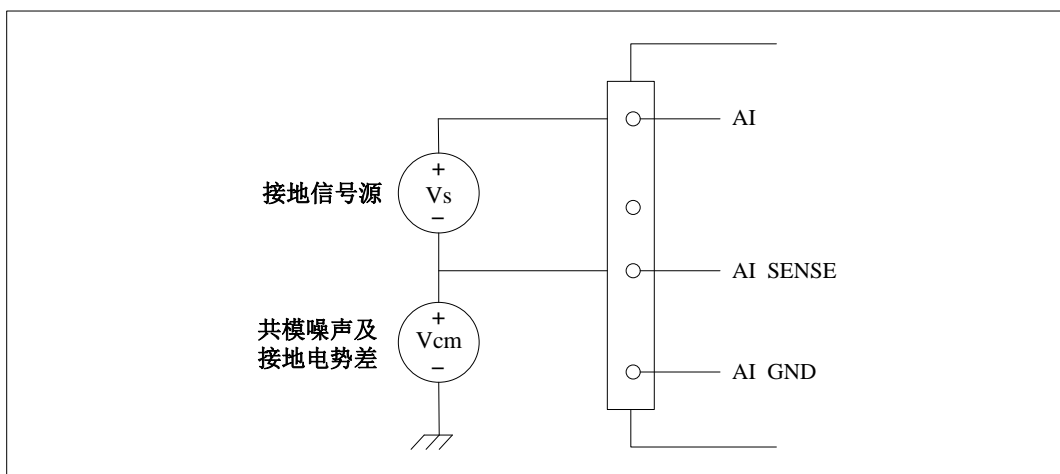 AI
接地信号源
+
Vs
−
AI SENSE
共模噪声及
接地电势差
+
Vcm
−
AI GND